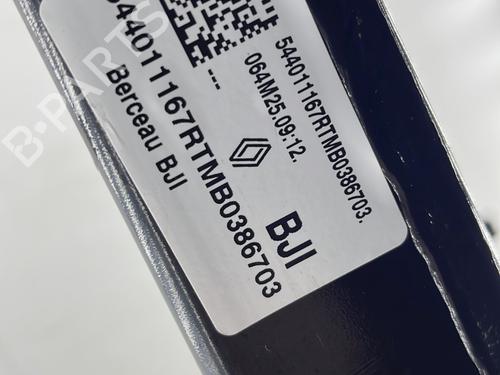 544011167RTMB0386703.
064M25.09:12.
---
BJI
544011167RTMB0386703
Berceau BJI
B-PARTS